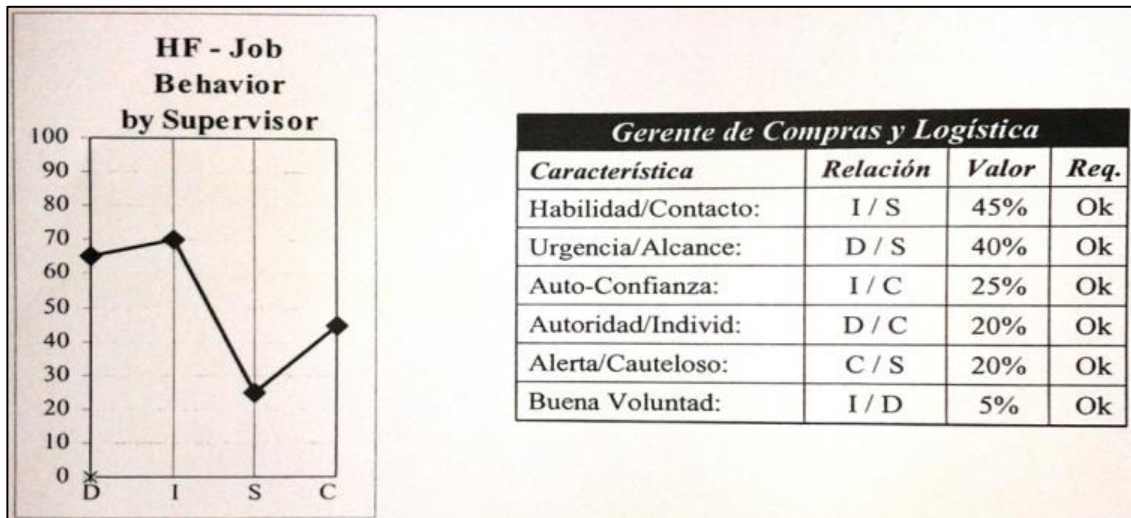 HF - Job
Behavior
by Supervisor
100
90
80
70
60
50
40
30
20
10
0
D I S C
Gerente de Compras y Logística
Característica Relación Valor Req.
Habilidad/Contacto: I / S 45% Ok
Urgencia/Alcance: D / S 40% Ok
Auto-Confianza: I / C 25% Ok
Autoridad/Individ: D / C 20% Ok
Alerta/Cauteloso: C / S 20% Ok
Buena Voluntad: I / D 5% Ok